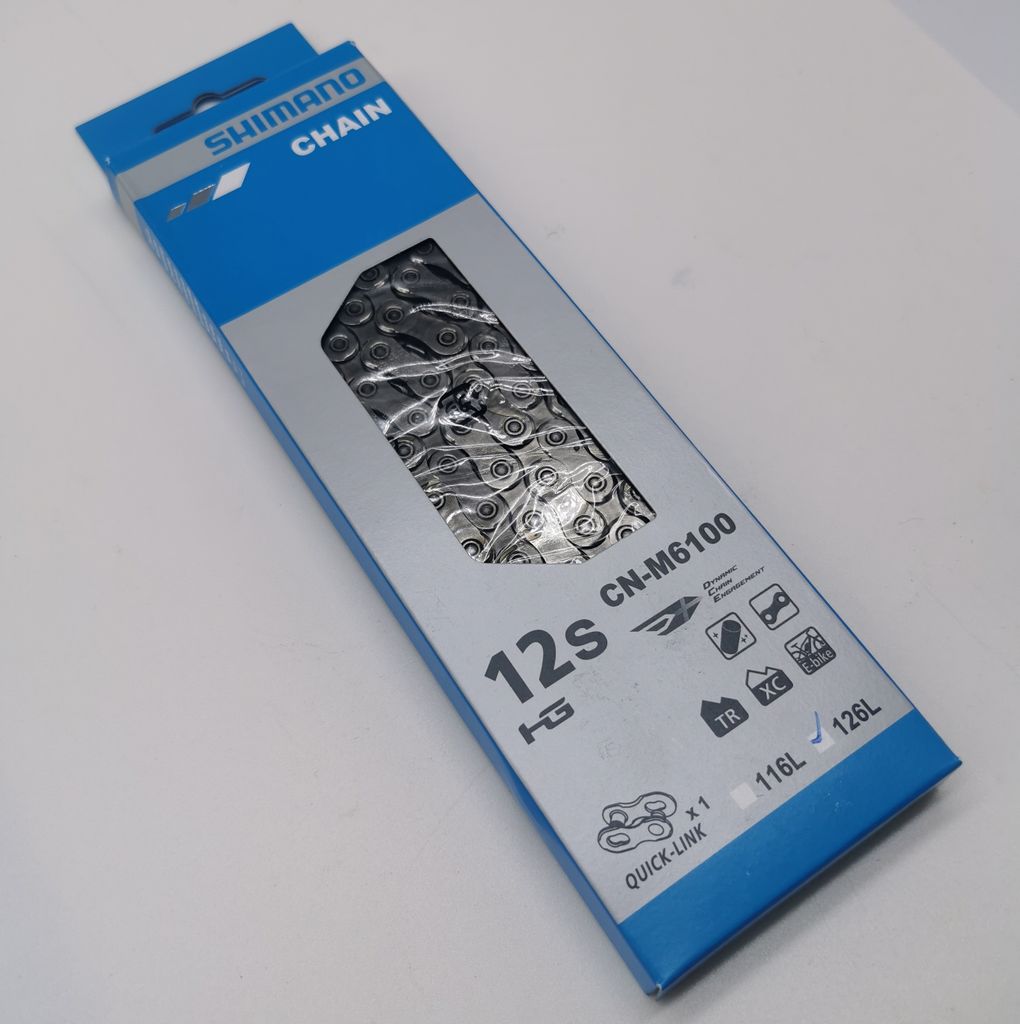 SHIMANO
CHAIN
CN-M6100
12s
HG
DYNAMIC
CHAIN
ENGAGEMENT
E-bike
XC
TR
116L
126L
x 1
QUICK-LINK